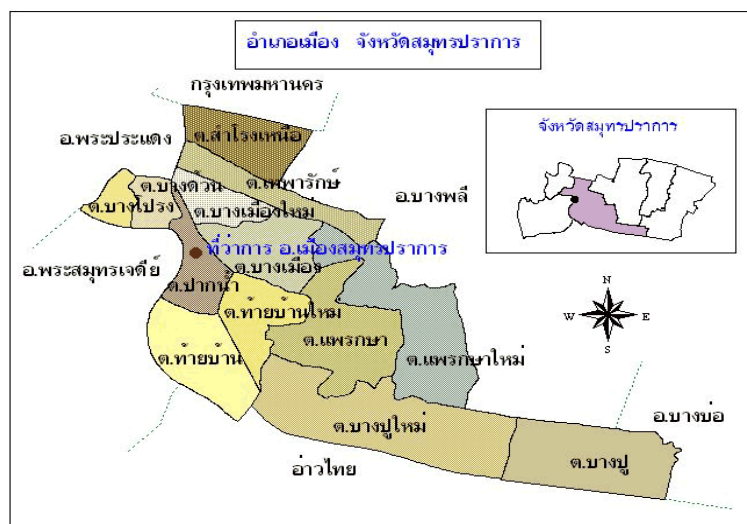 อำเภอเมือง จังหวัดสมุทรปราการ
กรุงเทพมหานคร
อ.พระประแดง
ต.สำโรงเหนือ
จังหวัดสมุทรปราการ
ต.บางด้วน
ต.เทพารักษ์
อ.บางพลี
ต.บางโปรง
ต.บางเมืองใหม่
ที่ว่าการ อ.เมืองสมุทรปราการ
อ.พระสมุทรเจดีย์
ต.บางเมือง
ต.ปากน้ำ
ต.ท้ายบ้านใหม่
N
W E
S
ต.แพรกษา
ต.ท้ายบ้าน
ต.แพรกษาใหม่
ต.บางปูใหม่
อ.บางบ่อ
ต.บางปู
อ่าวไทย